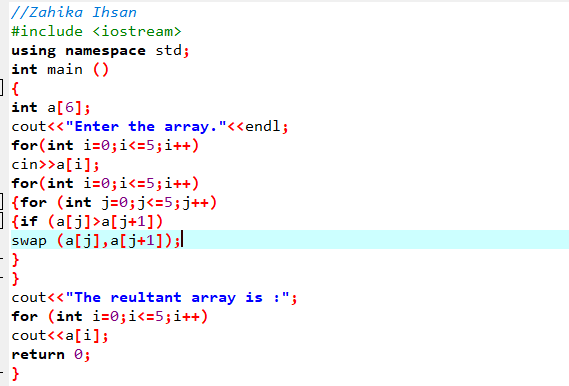 //Zahika Ihsan
#include <iostream>
using namespace std;
int main ()
{
int a[6];
cout<<"Enter the array."<<endl;
for(int i=0;i<=5;i++)
cin>>a[i];
for(int i=0;i<=5;i++)
{for (int j=0;j<=5;j++)
{if (a[j]>a[j+1])
swap (a[j],a[j+1]);
}
}
cout<<"The reultant array is :";
for (int i=0;i<=5;i++)
cout<<a[i];
return 0;
}